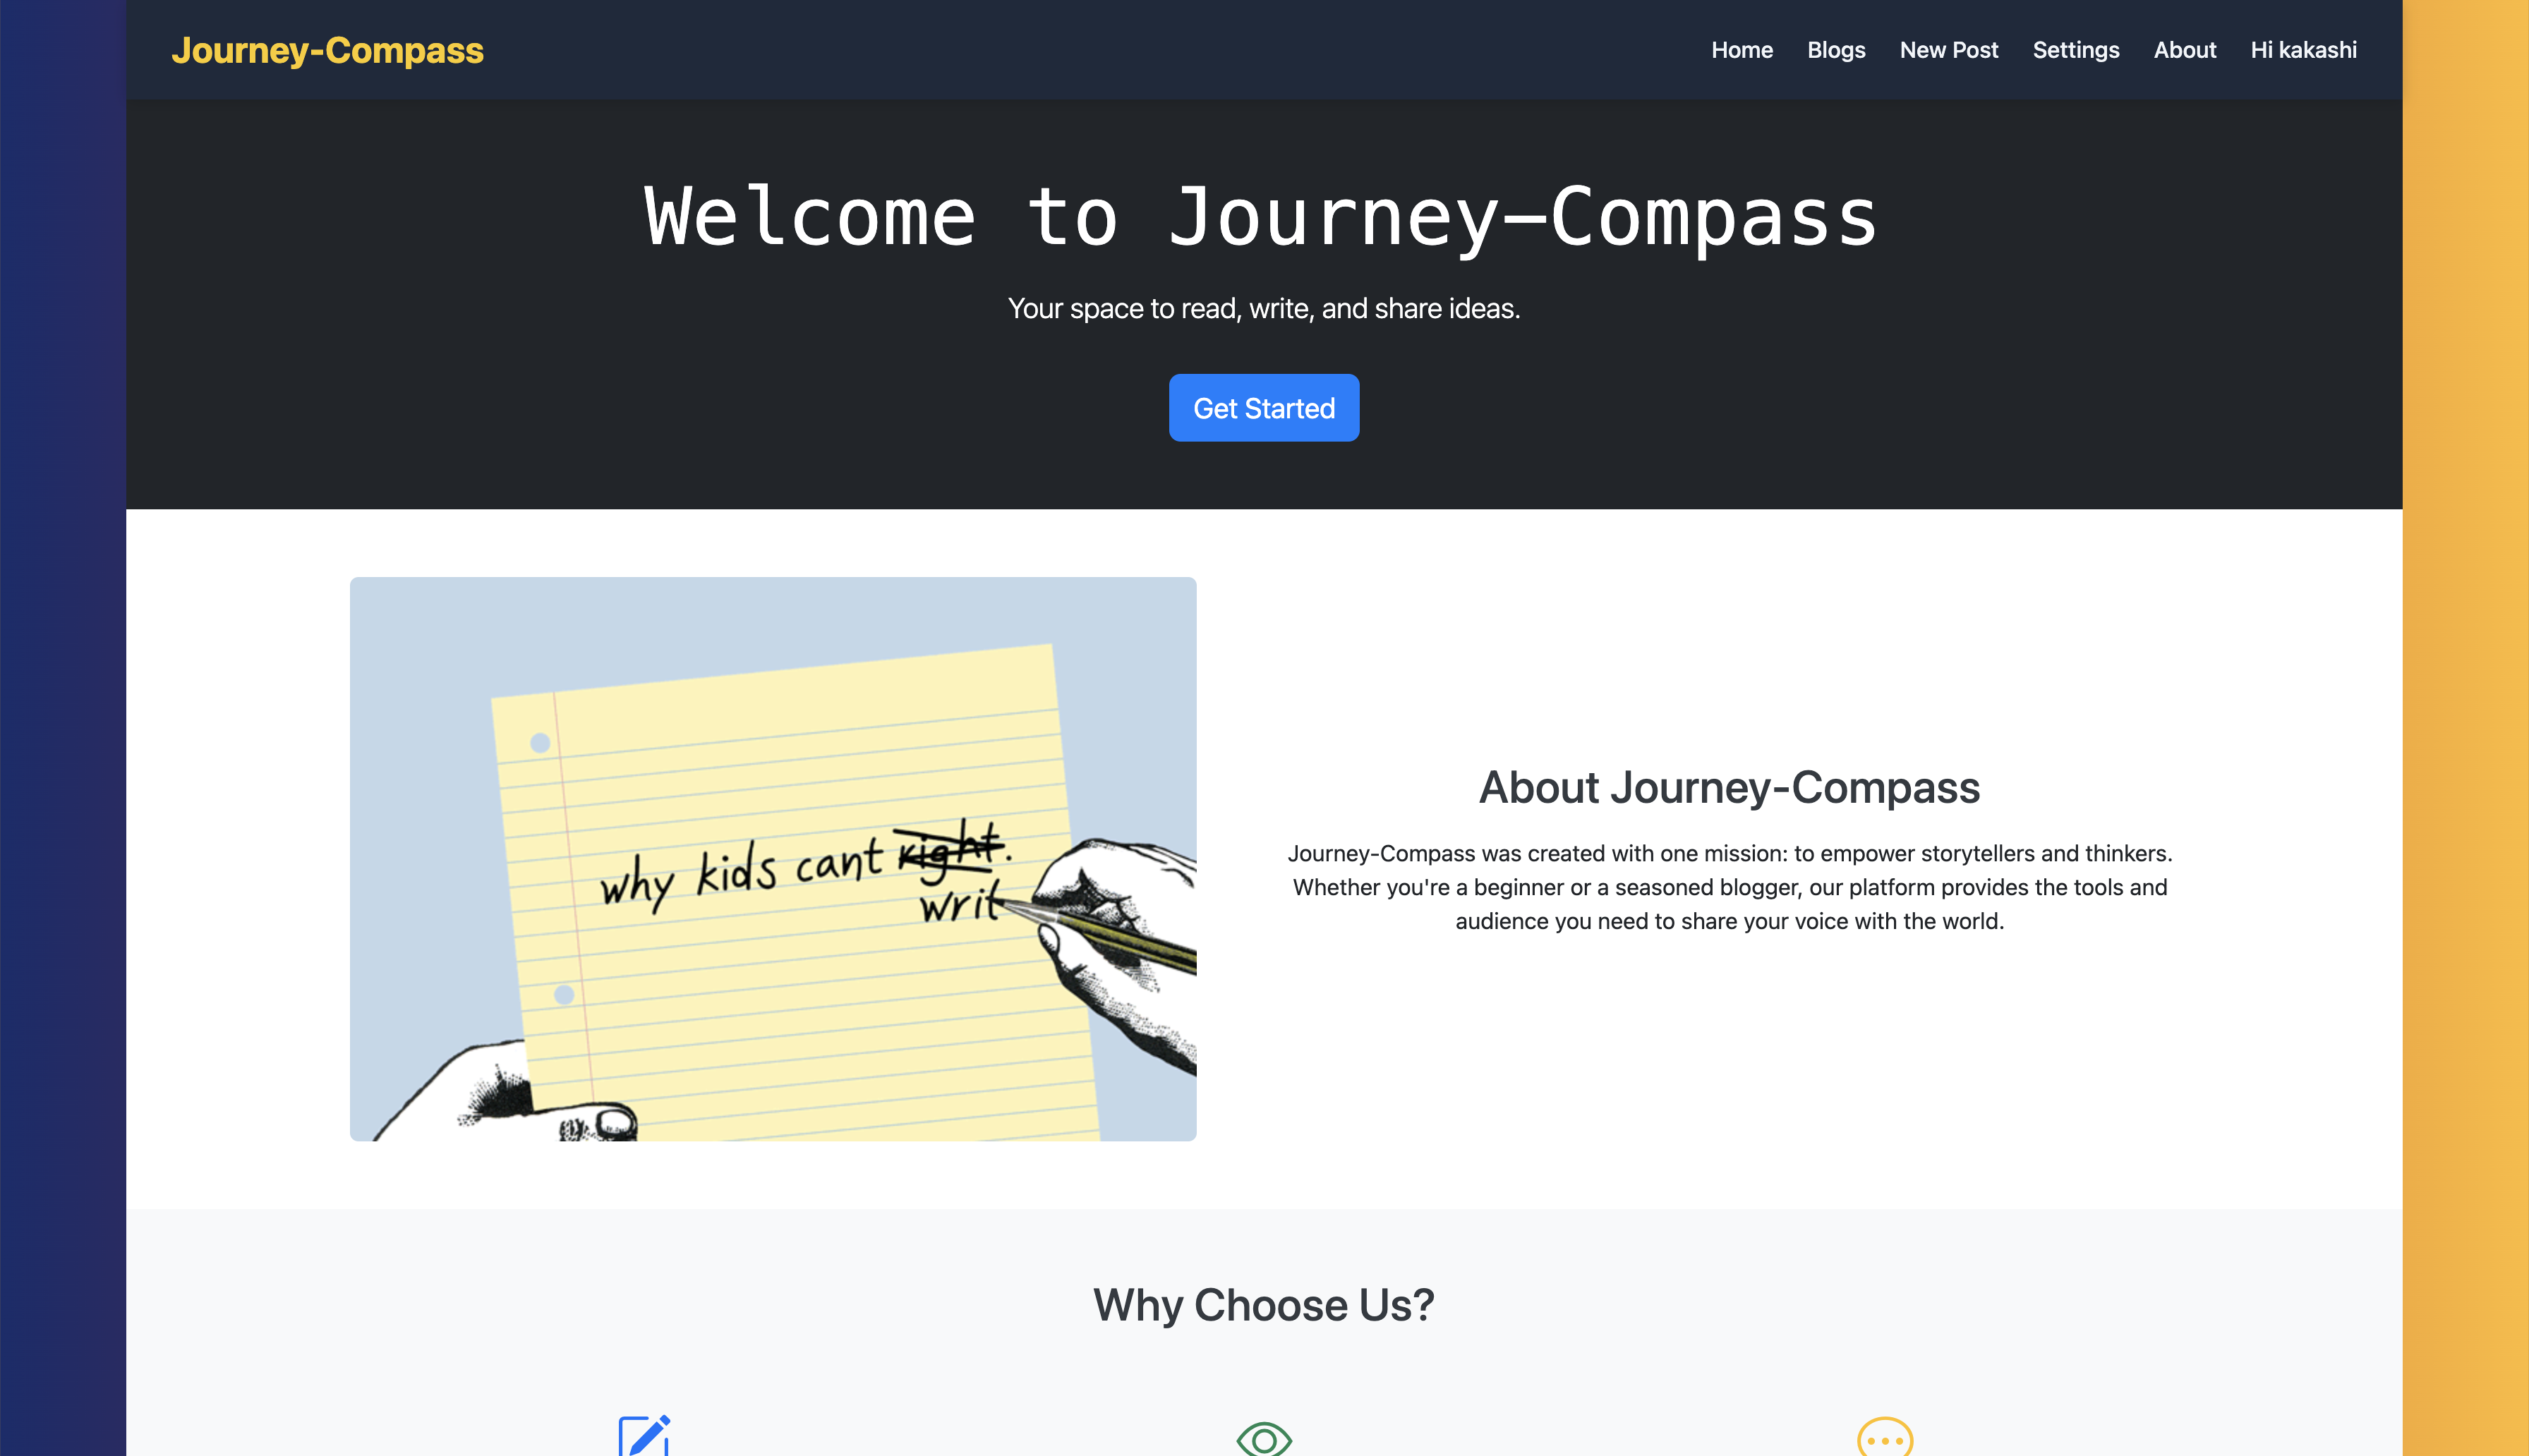 Journey-Compass
Home Blogs New Post Settings About Hi kakashi
Welcome to Journey-Compass
Your space to read, write, and share ideas.
Get Started
why kids cant right.
writ
About Journey-Compass
Journey-Compass was created with one mission: to empower storytellers and thinkers.
Whether you're a beginner or a seasoned blogger, our platform provides the tools and
audience you need to share your voice with the world.
Why Choose Us?